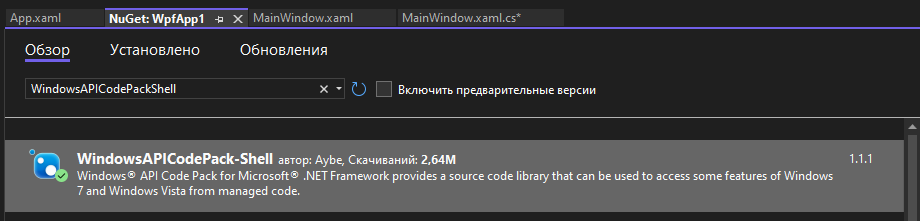 App.xaml NuGet: WpfApp1 MainWindow.xaml MainWindow.xaml.cs*
Обзор Установлено Обновления
WindowsAPICodePackShell Включить предварительные версии
WindowsAPICodePack-Shell автор: Aybe, Скачиваний: 2,64M 1.1.1
Windows® API Code Pack for Microsoft® .NET Framework provides a source code library that can be used to access some features of Windows
7 and Windows Vista from managed code.